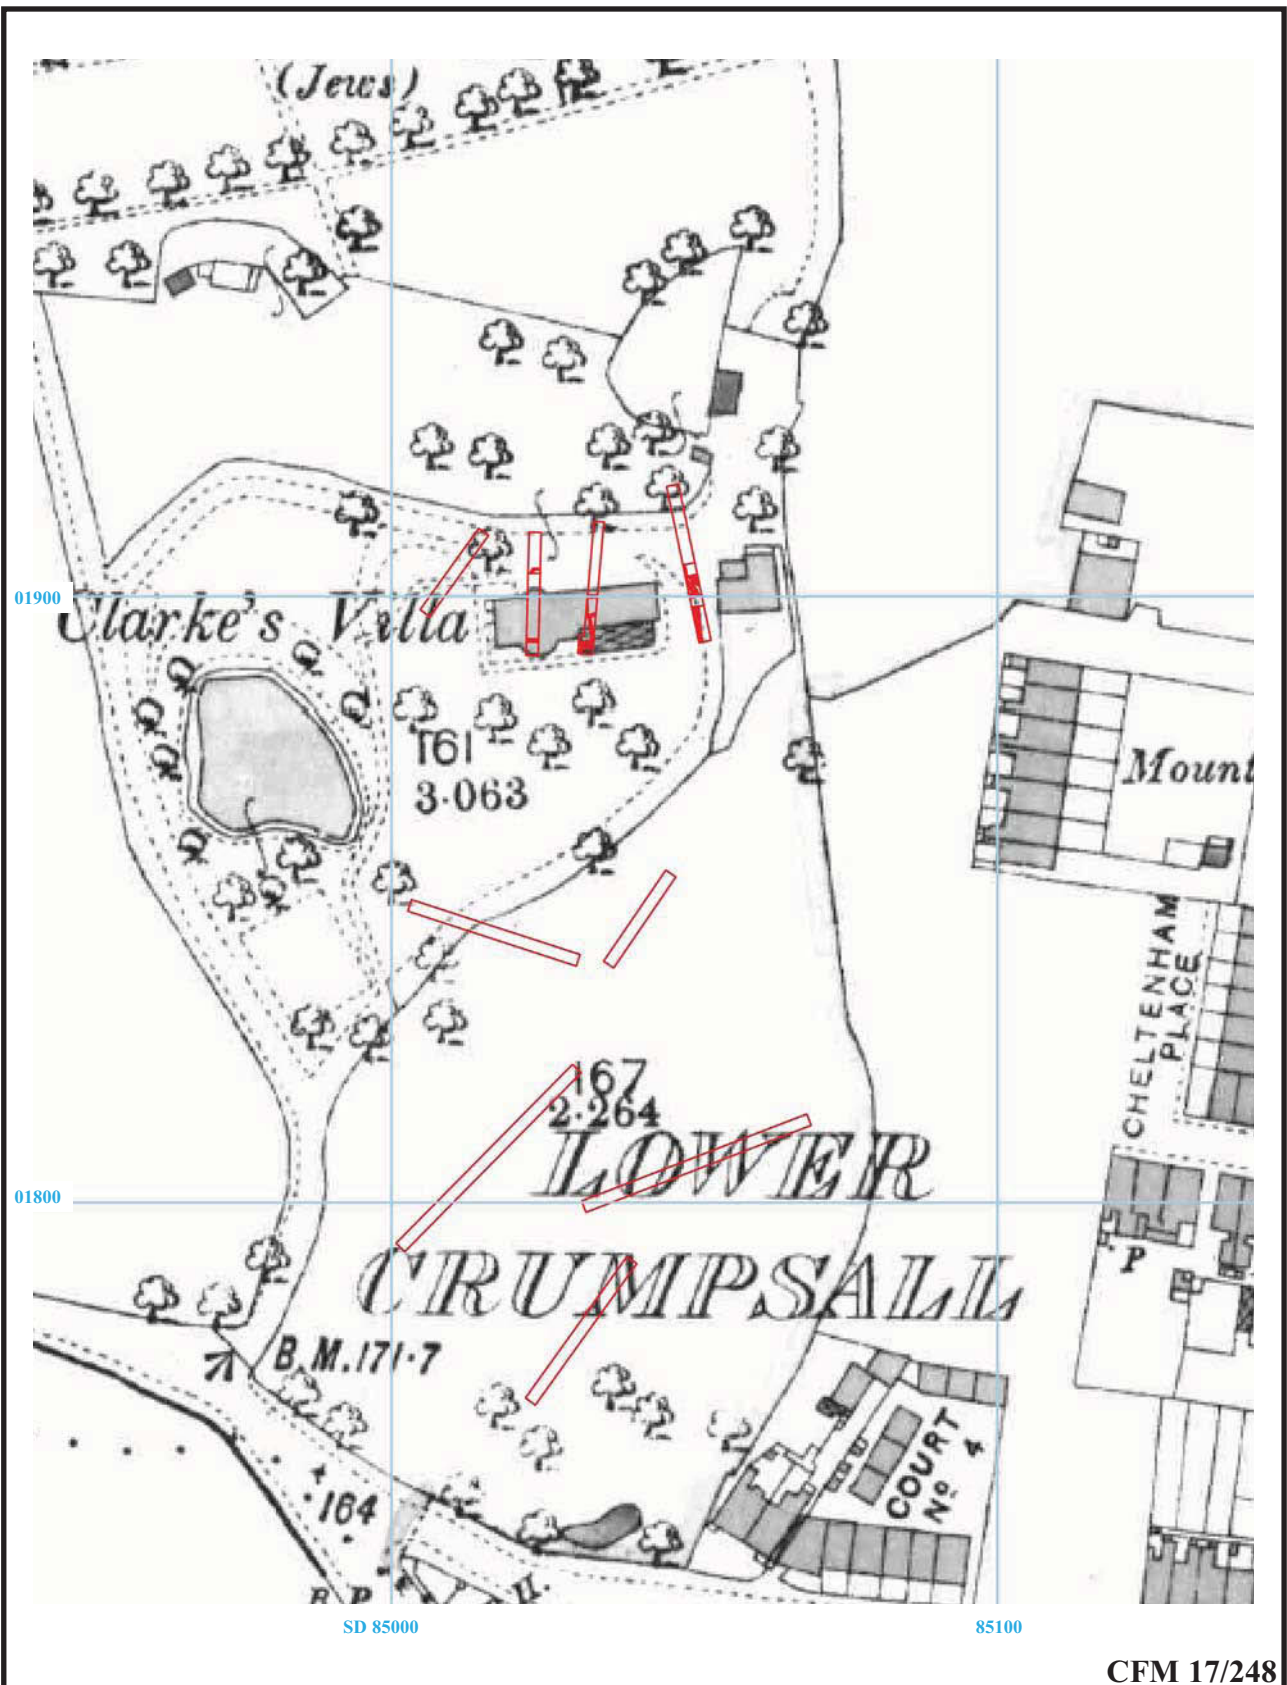 (Jews)
01900
Clarke's Villa
161
3·063
Mount
CHELTENHAM
PLACE
167
2·264
LOWER
01800
CRUMPSALL
P
B.M.171·7
COURT
No 4
164
B.P.
H.
SD 85000
85100
CFM 17/248